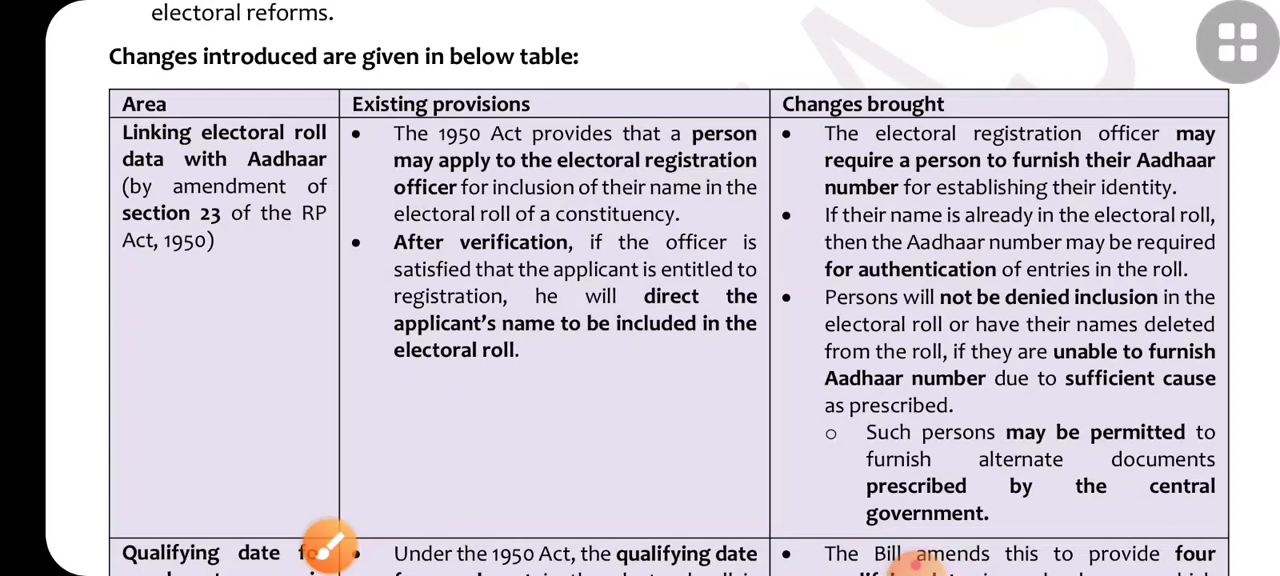 electoral reforms.
Changes introduced are given in below table:
Area
Existing provisions
Changes brought
Linking electoral roll
data with Aadhaar
(by amendment of
section 23 of the RP
Act, 1950)
• The 1950 Act provides that a person
may apply to the electoral registration
officer for inclusion of their name in the
electoral roll of a constituency.
• After verification, if the officer is
satisfied that the applicant is entitled to
registration, he will direct the
applicant's name to be included in the
electoral roll.
• The electoral registration officer may
require a person to furnish their Aadhaar
number for establishing their identity.
• If their name is already in the electoral roll,
then the Aadhaar number may be required
for authentication of entries in the roll.
• Persons will not be denied inclusion in the
electoral roll or have their names deleted
from the roll, if they are unable to furnish
Aadhaar number due to sufficient cause
as prescribed.
o Such persons may be permitted to
furnish alternate documents
prescribed by the central
government.
Qualifying date
• Under the 1950 Act, the qualifying date
• The Bill amends this to provide four